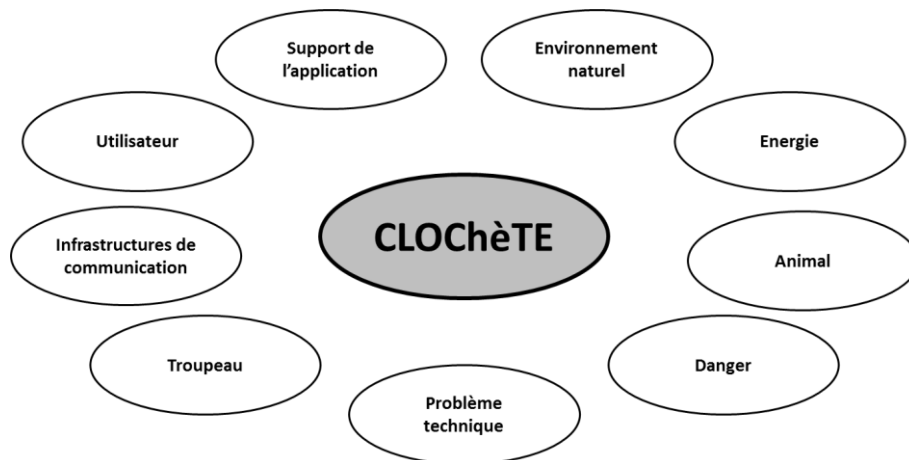 Support de
l'application
Environnement
naturel
Utilisateur
Energie
CLOChèTE
Infrastructures de
communication
Animal
Troupeau
Danger
Problème
technique